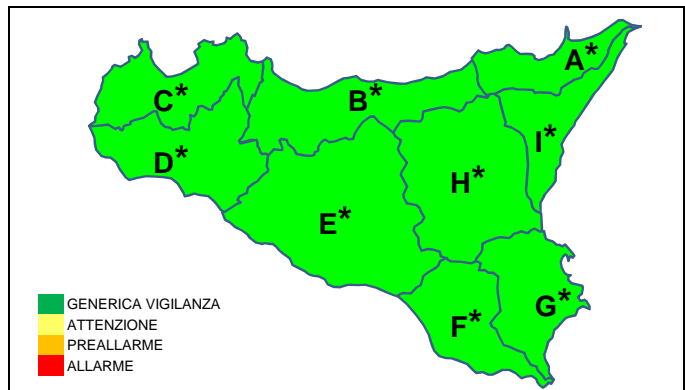 A*
C*
B*
I*
D*
H*
E*
G*
F*
GENERICA VIGILANZA
ATTENZIONE
PREALLARME
ALLARME